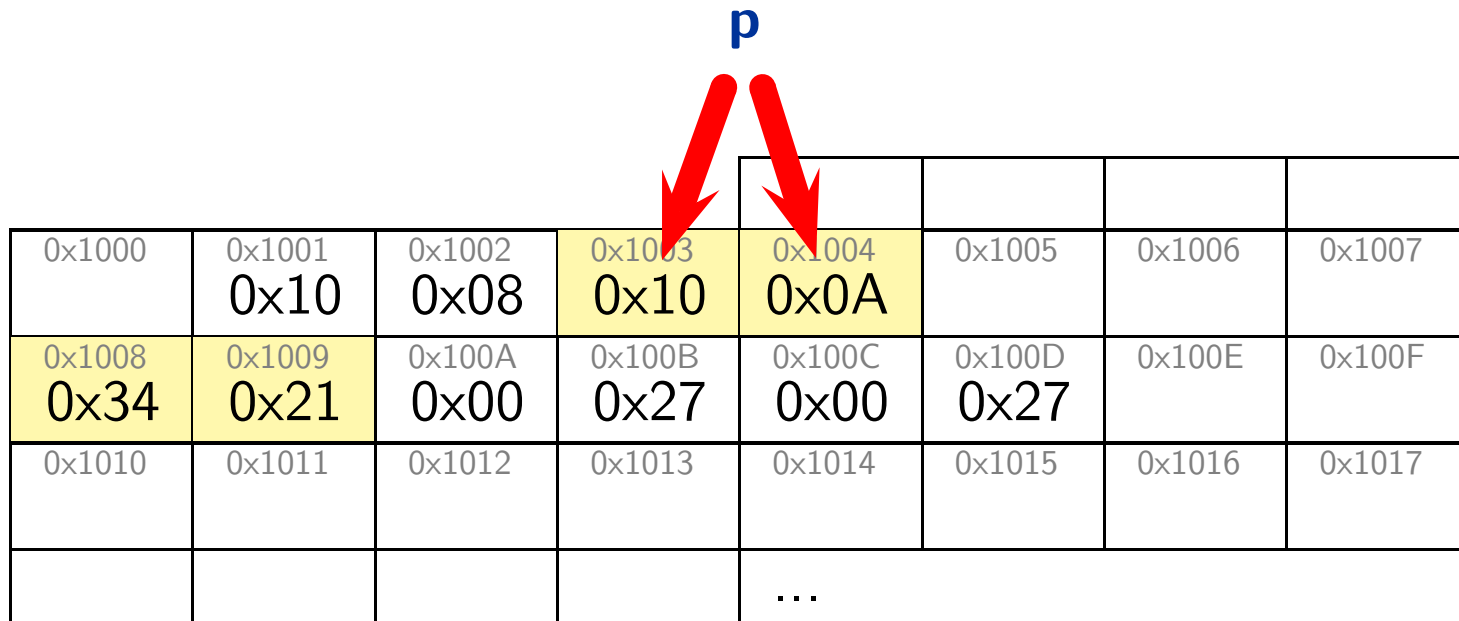 p
0x1000 0x1001 0x1002 0x1003 0x1004 0x1005 0x1006 0x1007
0x10 0x08 0x10 0x0A
0x1008 0x1009 0x100A 0x100B 0x100C 0x100D 0x100E 0x100F
0x34 0x21 0x00 0x27 0x00 0x27
0x1010 0x1011 0x1012 0x1013 0x1014 0x1015 0x1016 0x1017
...